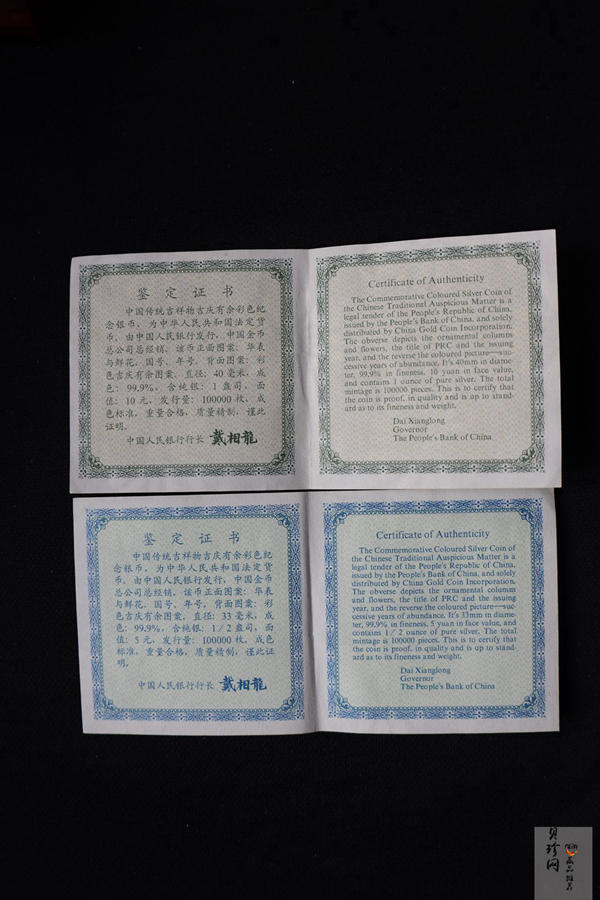 鉴定证书
中国传统吉祥物吉庆有余彩色纪
念银币，为中华人民共和国法定货
币，由中国人民银行发行，中国金币
总公司总经销。该币正面图案：华表
与鲜花、国号、年号，背面图案：彩
色吉庆有余图案，直径：40毫米，成
色：99.9%，含纯银：1盎司，面
值：10元，发行量：100000枚，成
色标准，重量合格，质量精制，谨此
证明。
中国人民银行行长 戴相龍
Certificate of Authenticity
The Commemorative Coloured Silver Coin of
the Chinese Traditional Auspicious Matter is a
legal tender of the People's Republic of China,
issued by the People's Bank of China, and solely
distributed by China Gold Coin Incorporation.
The obverse depicts the ornamental columns
and flowers, the title of PRC and the issuing
year, and the reverse the coloured picture—suc-
cessive years of abundance. It's 40mm in diame-
ter, 99.9% in fineness, 10 yuan in face value,
and contains 1 ounce of pure silver. The total
mintage is 100000 pieces. This is to certify that
the coin is proof, in quality and is up to stand-
ard as to its fineness and weight.
Dai Xianglong
Governor
The People's Bank of China
鉴定证书
中国传统吉祥物吉庆有余彩色纪
念银币，为中华人民共和国法定货
币，由中国人民银行发行，中国金币
总公司总经销。该币正面图案：华表
与鲜花、国号、年号，背面图案：彩
色吉庆有余图案，直径：33毫米，成
色：99.9%，含纯银：1/2盎司，面
值：5元，发行量：100000枚，成色
标准，重量合格，质量精制，谨此证
明。
中国人民银行行长 戴相龍
Certificate of Authenticity
The Commemorative Coloured Silver Coin of
the Chinese Traditional Auspicious Matter is a
legal tender of the People's Republic of China,
issued by the People's Bank of China, and solely
distributed by China Gold Coin Incorporation.
The obverse depicts the ornamental columns
and flowers, the title of PRC and the issuing
year, and the reverse the coloured picture—suc-
cessive years of abundance. It's 33mm in diame-
ter, 99.9% in fineness, 5 yuan in face value, and
contains 1/2 ounce of pure silver. The total
mintage is 100000 pieces. This is to certify that
the coin is proof, in quality and is up to stand-
ard as to its fineness and weight.
Dai Xianglong
Governor
The People's Bank of China
贝珍网